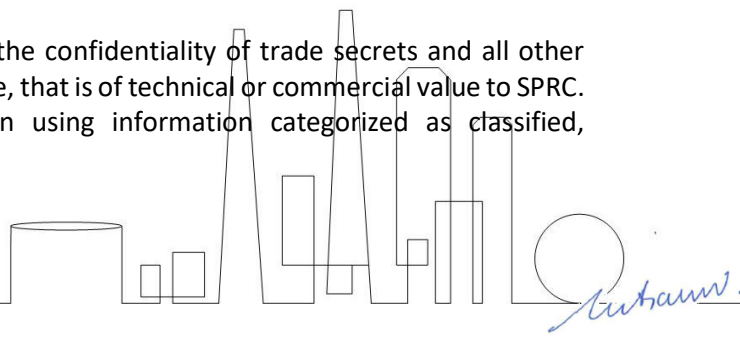 the confidentiality of trade secrets and all other
e, that is of technical or commercial value to SPRC.
n using information categorized as classified,